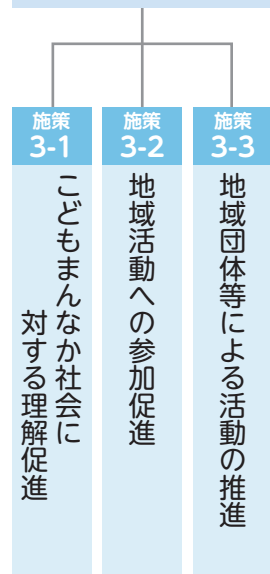 施策
3-1
こどもまんなか社会に
対する理解促進
施策
3-2
地域活動への参加促進
施策
3-3
地域団体等による活動の推進